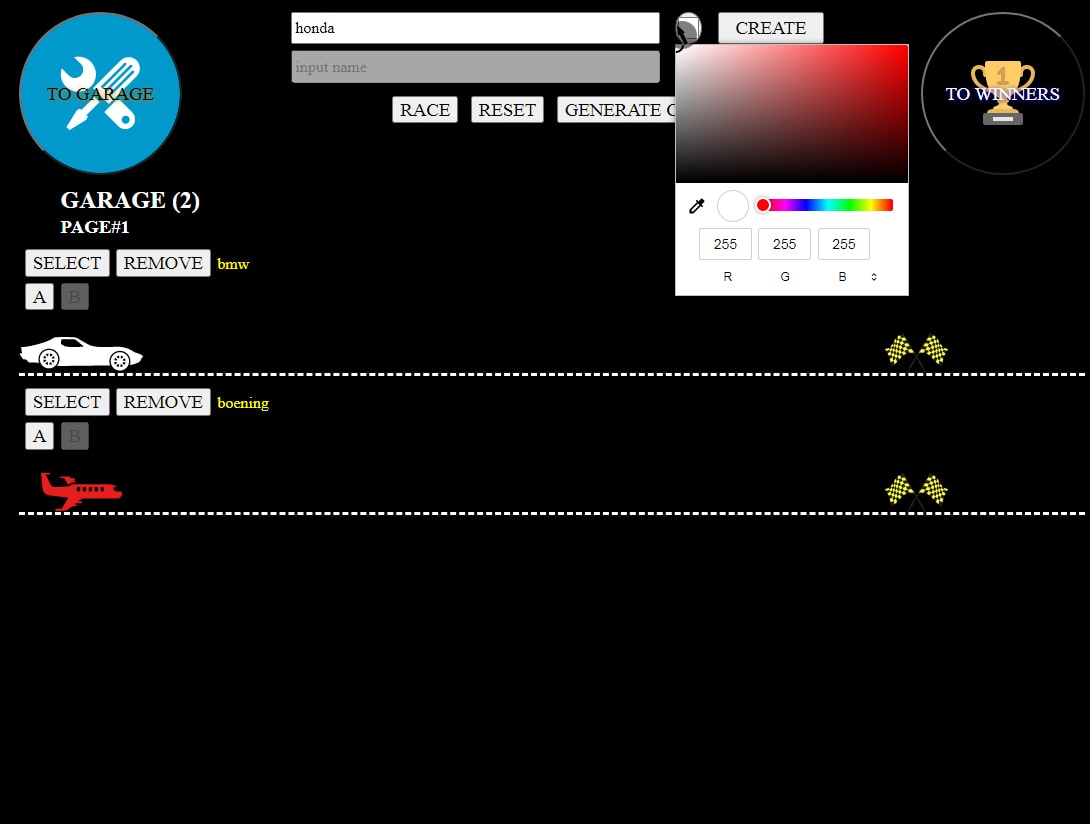 honda
CREATE
TO GARAGE
1
TO WINNERS
input name
RACE
RESET
GENERATE
GARAGE (2)
PAGE#1
255
255
255
R
G
B
SELECT
REMOVE
bmw
A
B
SELECT
REMOVE
boening
A
B